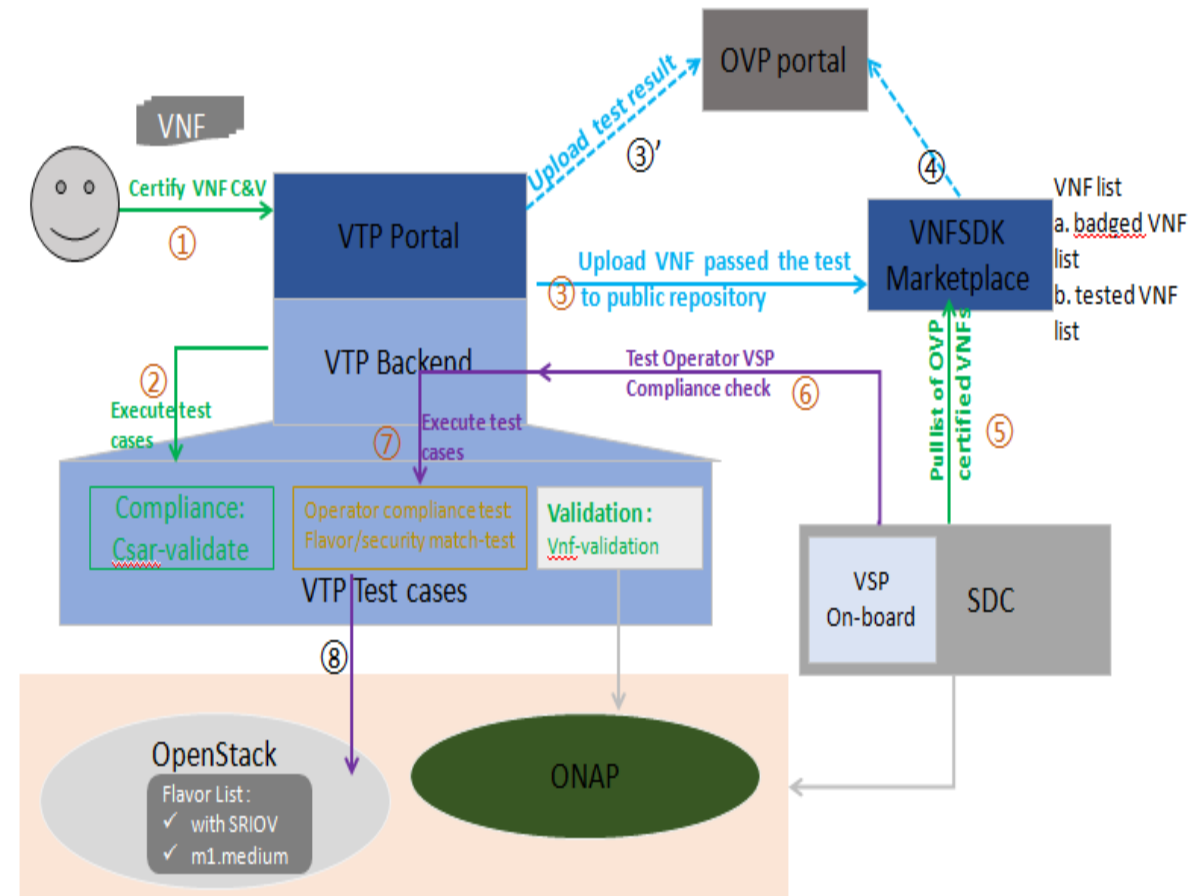 OVP portal
VNF
Upload test result
③’
④
Certify VNF C&V
①
VTP Portal
VNFSDK
Marketplace
VNF list
a. badged VNF
list
b. tested VNF
list
Upload VNF passed the test
③ to public repository
VTP Backend
②
Execute test
cases
Test Operator VSP
Compliance check
⑥
Pull list of OVP
certified VNFs
⑤
⑦
Execute test
cases
Compliance:
Csar-validate
Operator compliance test
Flavor/security match-test
Validation :
Vnf-validation
VTP Test cases
VSP
On-board
SDC
⑧
OpenStack
Flavor List :
✓ with SRIOV
✓ m1.medium
ONAP